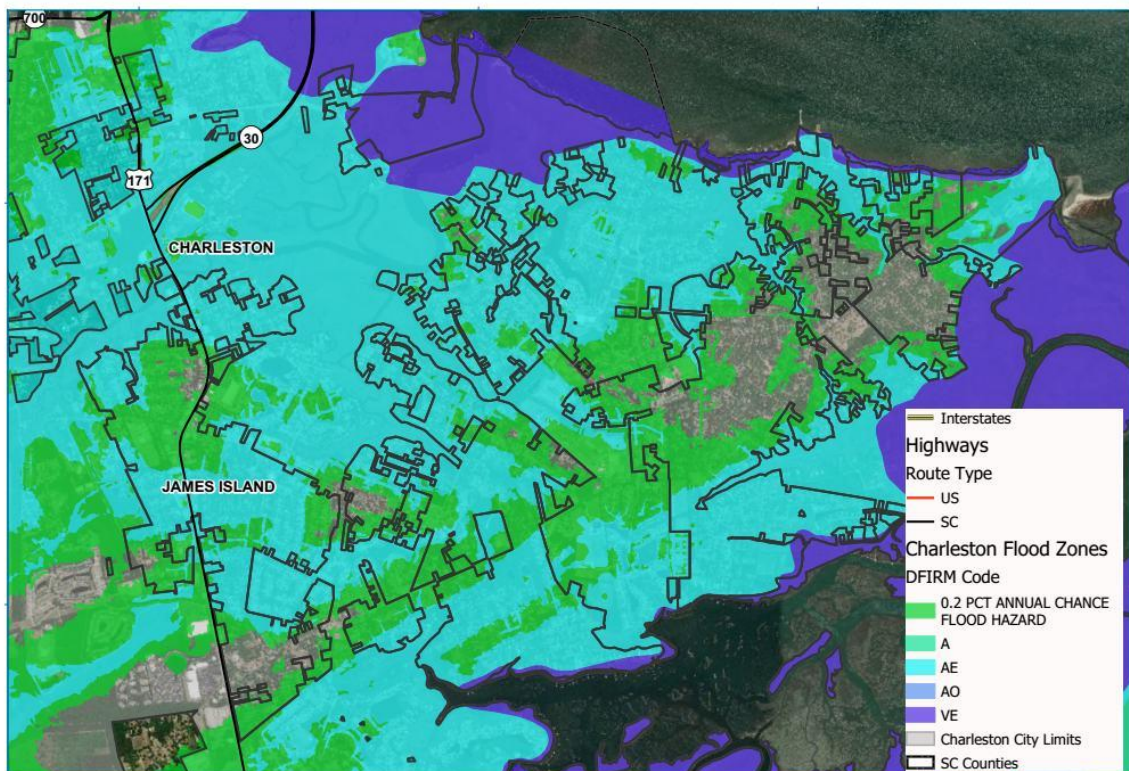 700
30
171
CHARLESTON
JAMES ISLAND
Interstates
Highways
Route Type
US
SC
Charleston Flood Zones
DFIRM Code
0.2 PCT ANNUAL CHANCE
FLOOD HAZARD
A
AE
AO
VE
Charleston City Limits
SC Counties